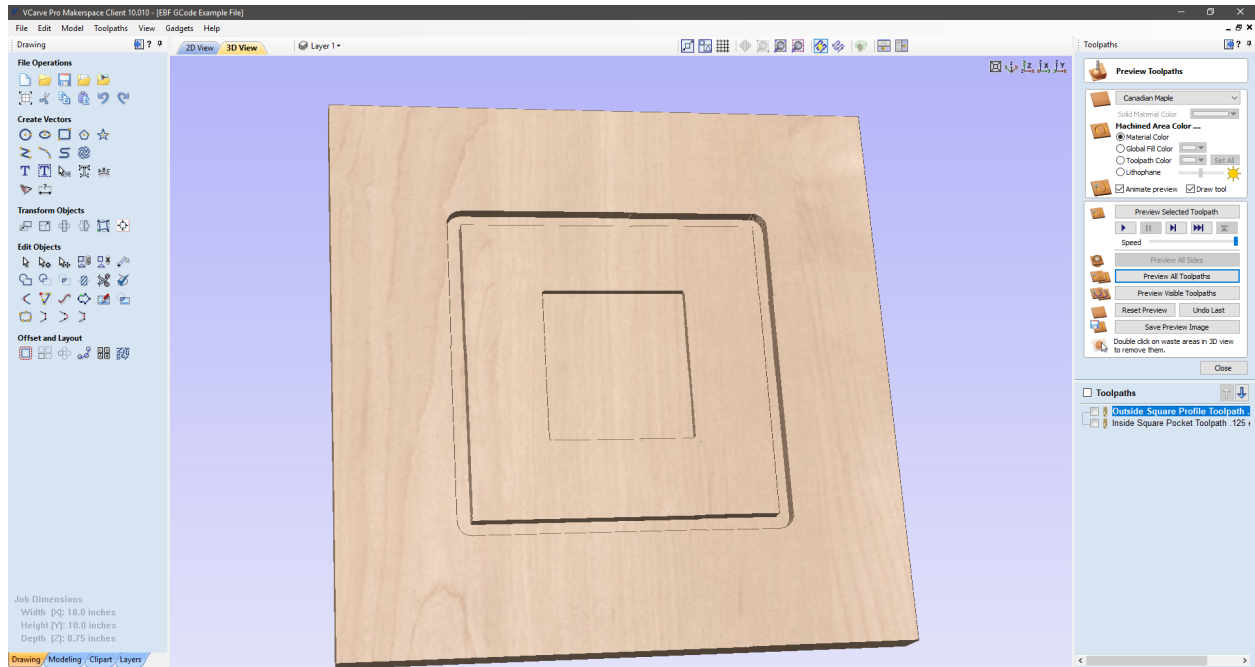 VCarve Pro Makerspace Client 10.010 - [EBF GCode Example File]
File Edit Model Toolpaths View Gadgets Help
Drawing
2D View 3D View Layer 1
Toolpaths
File Operations
Create Vectors
Transform Objects
Edit Objects
Offset and Layout
Job Dimensions
Width [X]: 10.0 inches
Height [Y]: 10.0 inches
Depth [Z]: 0.75 inches
Drawing Modeling Clipart Layers
Preview Toolpaths
Canadian Maple
Solid Material Color
Machined Area Color ....
Material Color
Global Fill Color
Toolpath Color Set All
Lithophane
Animate preview Draw tool
Preview Selected Toolpath
Speed
Preview All Sides
Preview All Toolpaths
Preview Visible Toolpaths
Reset Preview Undo Last
Save Preview Image
Double click on waste areas in 3D view
to remove them.
Close
Toolpaths
Outside Square Profile Toolpath .
Inside Square Pocket Toolpath .125